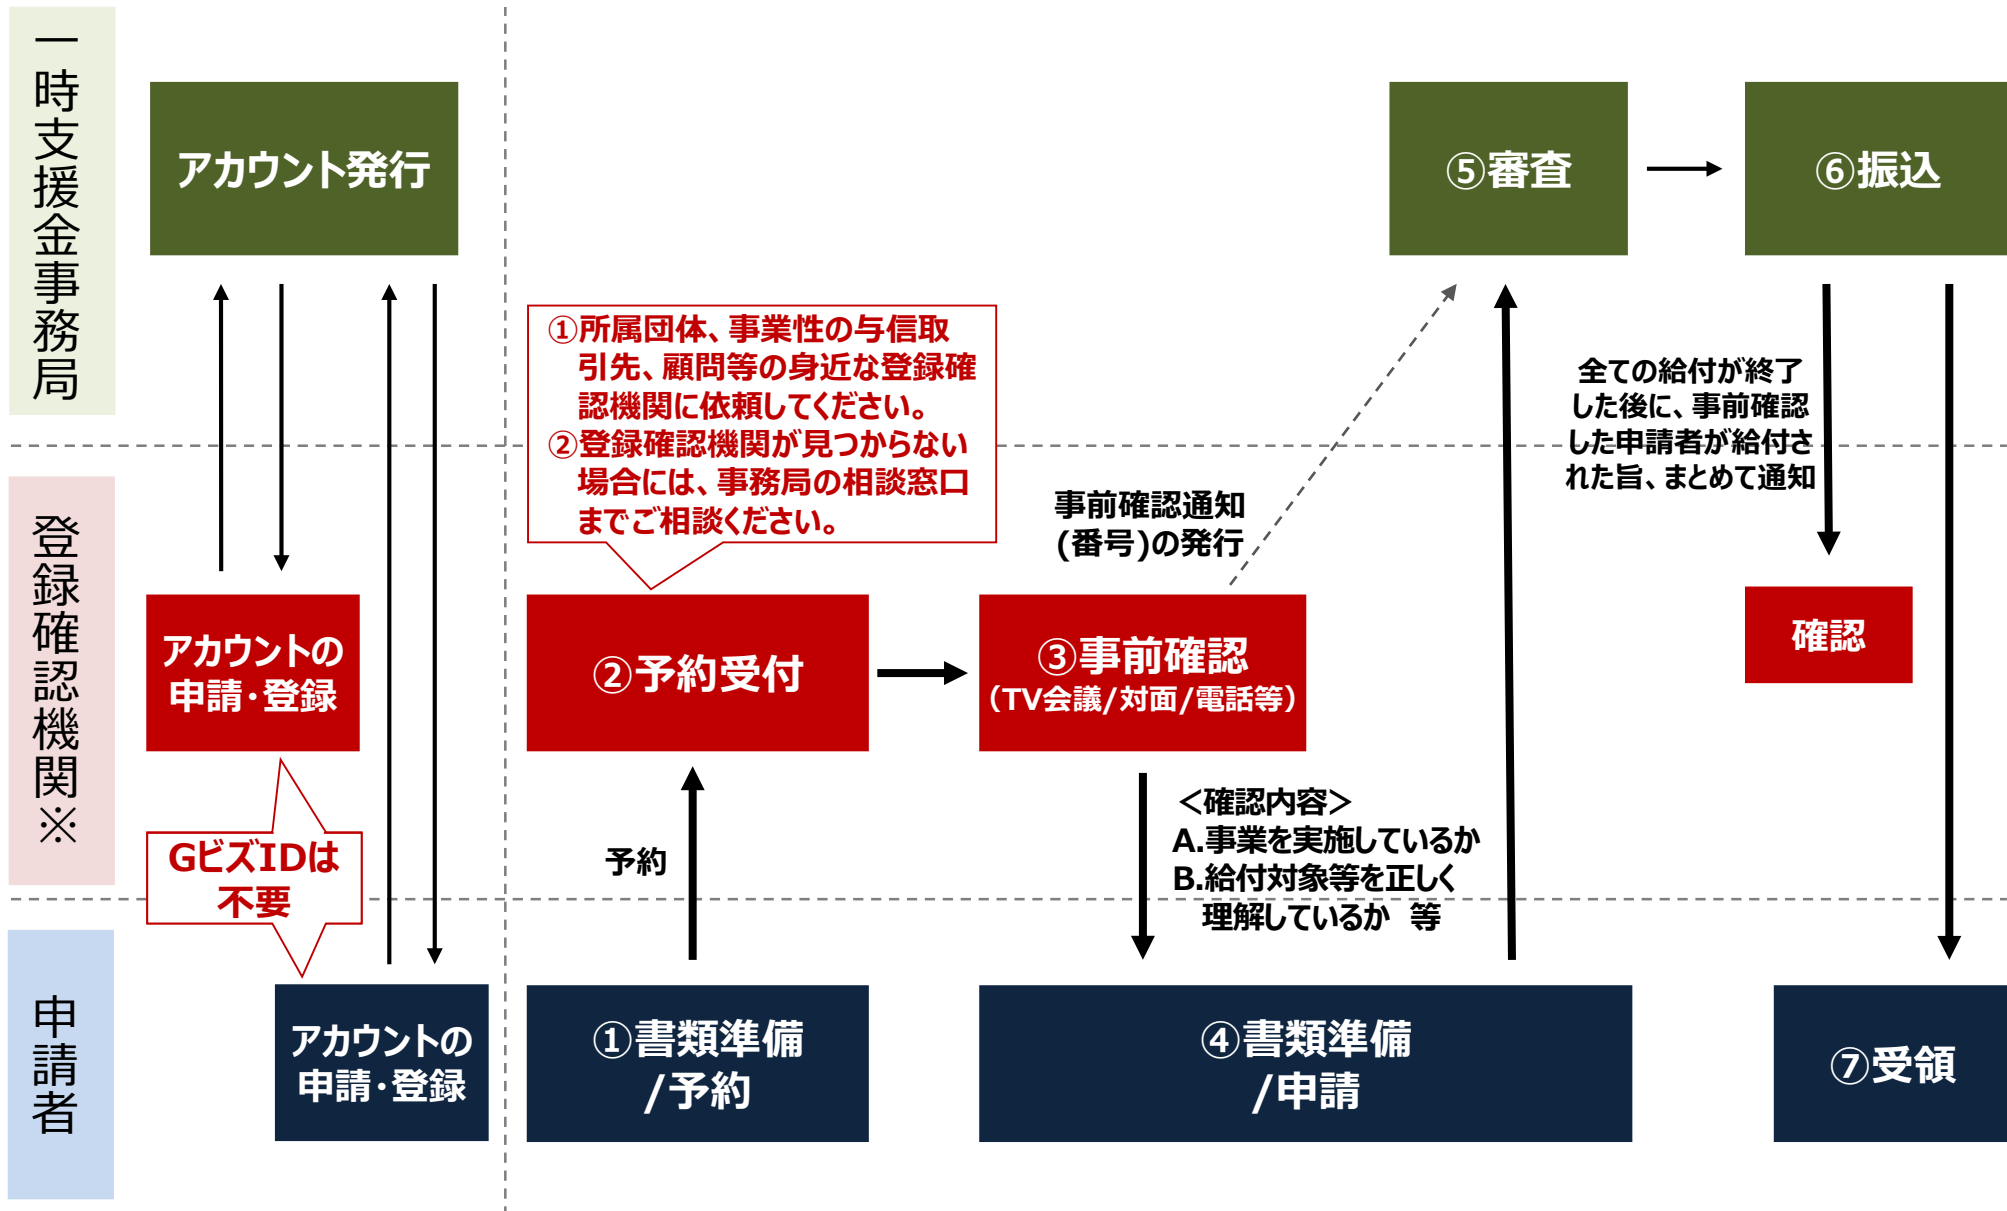 一時支援金事務局
アカウント発行
⑤審査
⑥振込
①所属団体、事業性の与信取
引先、顧問等の身近な登録確
認機関に依頼してください。
②登録確認機関が見つからない
場合には、事務局の相談窓口
までご相談ください。
全ての給付が終了
した後に、事前確認
した申請者が給付さ
れた旨、まとめて通知
事前確認通知
(番号)の発行
登録確認機関※
アカウントの
申請・登録
②予約受付
③事前確認
（TV会議/対面/電話等）
確認
GビズIDは
不要
予約
＜確認内容＞
A.事業を実施しているか
B.給付対象等を正しく
理解しているか　等
申請者
アカウントの
申請・登録
①書類準備
/予約
④書類準備
/申請
⑦受領